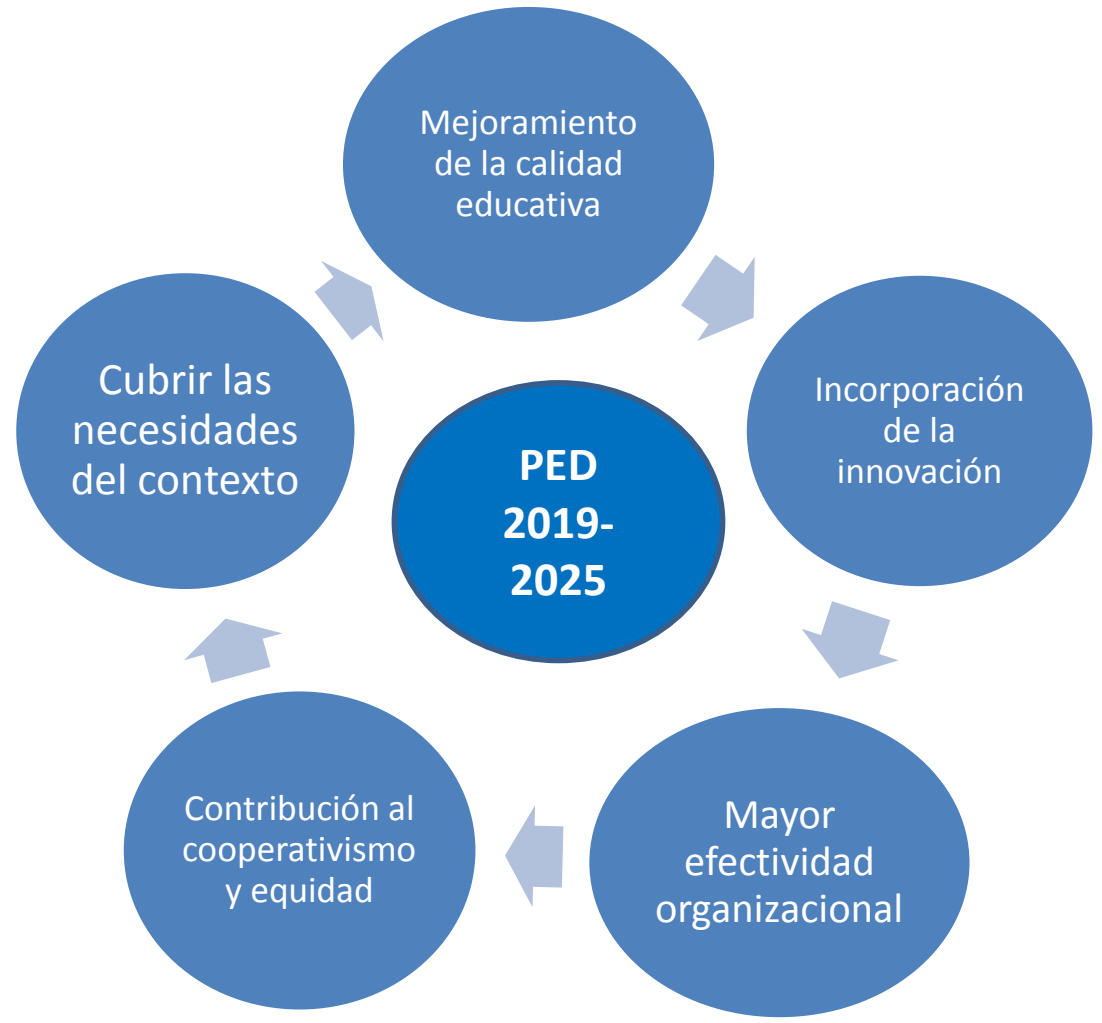 Mejoramiento
de la calidad
educativa
Incorporación
de la
innovación
Mayor
efectividad
organizacional
Contribución al
cooperativismo
y equidad
Cubrir las
necesidades
del contexto
PED
2019-
2025